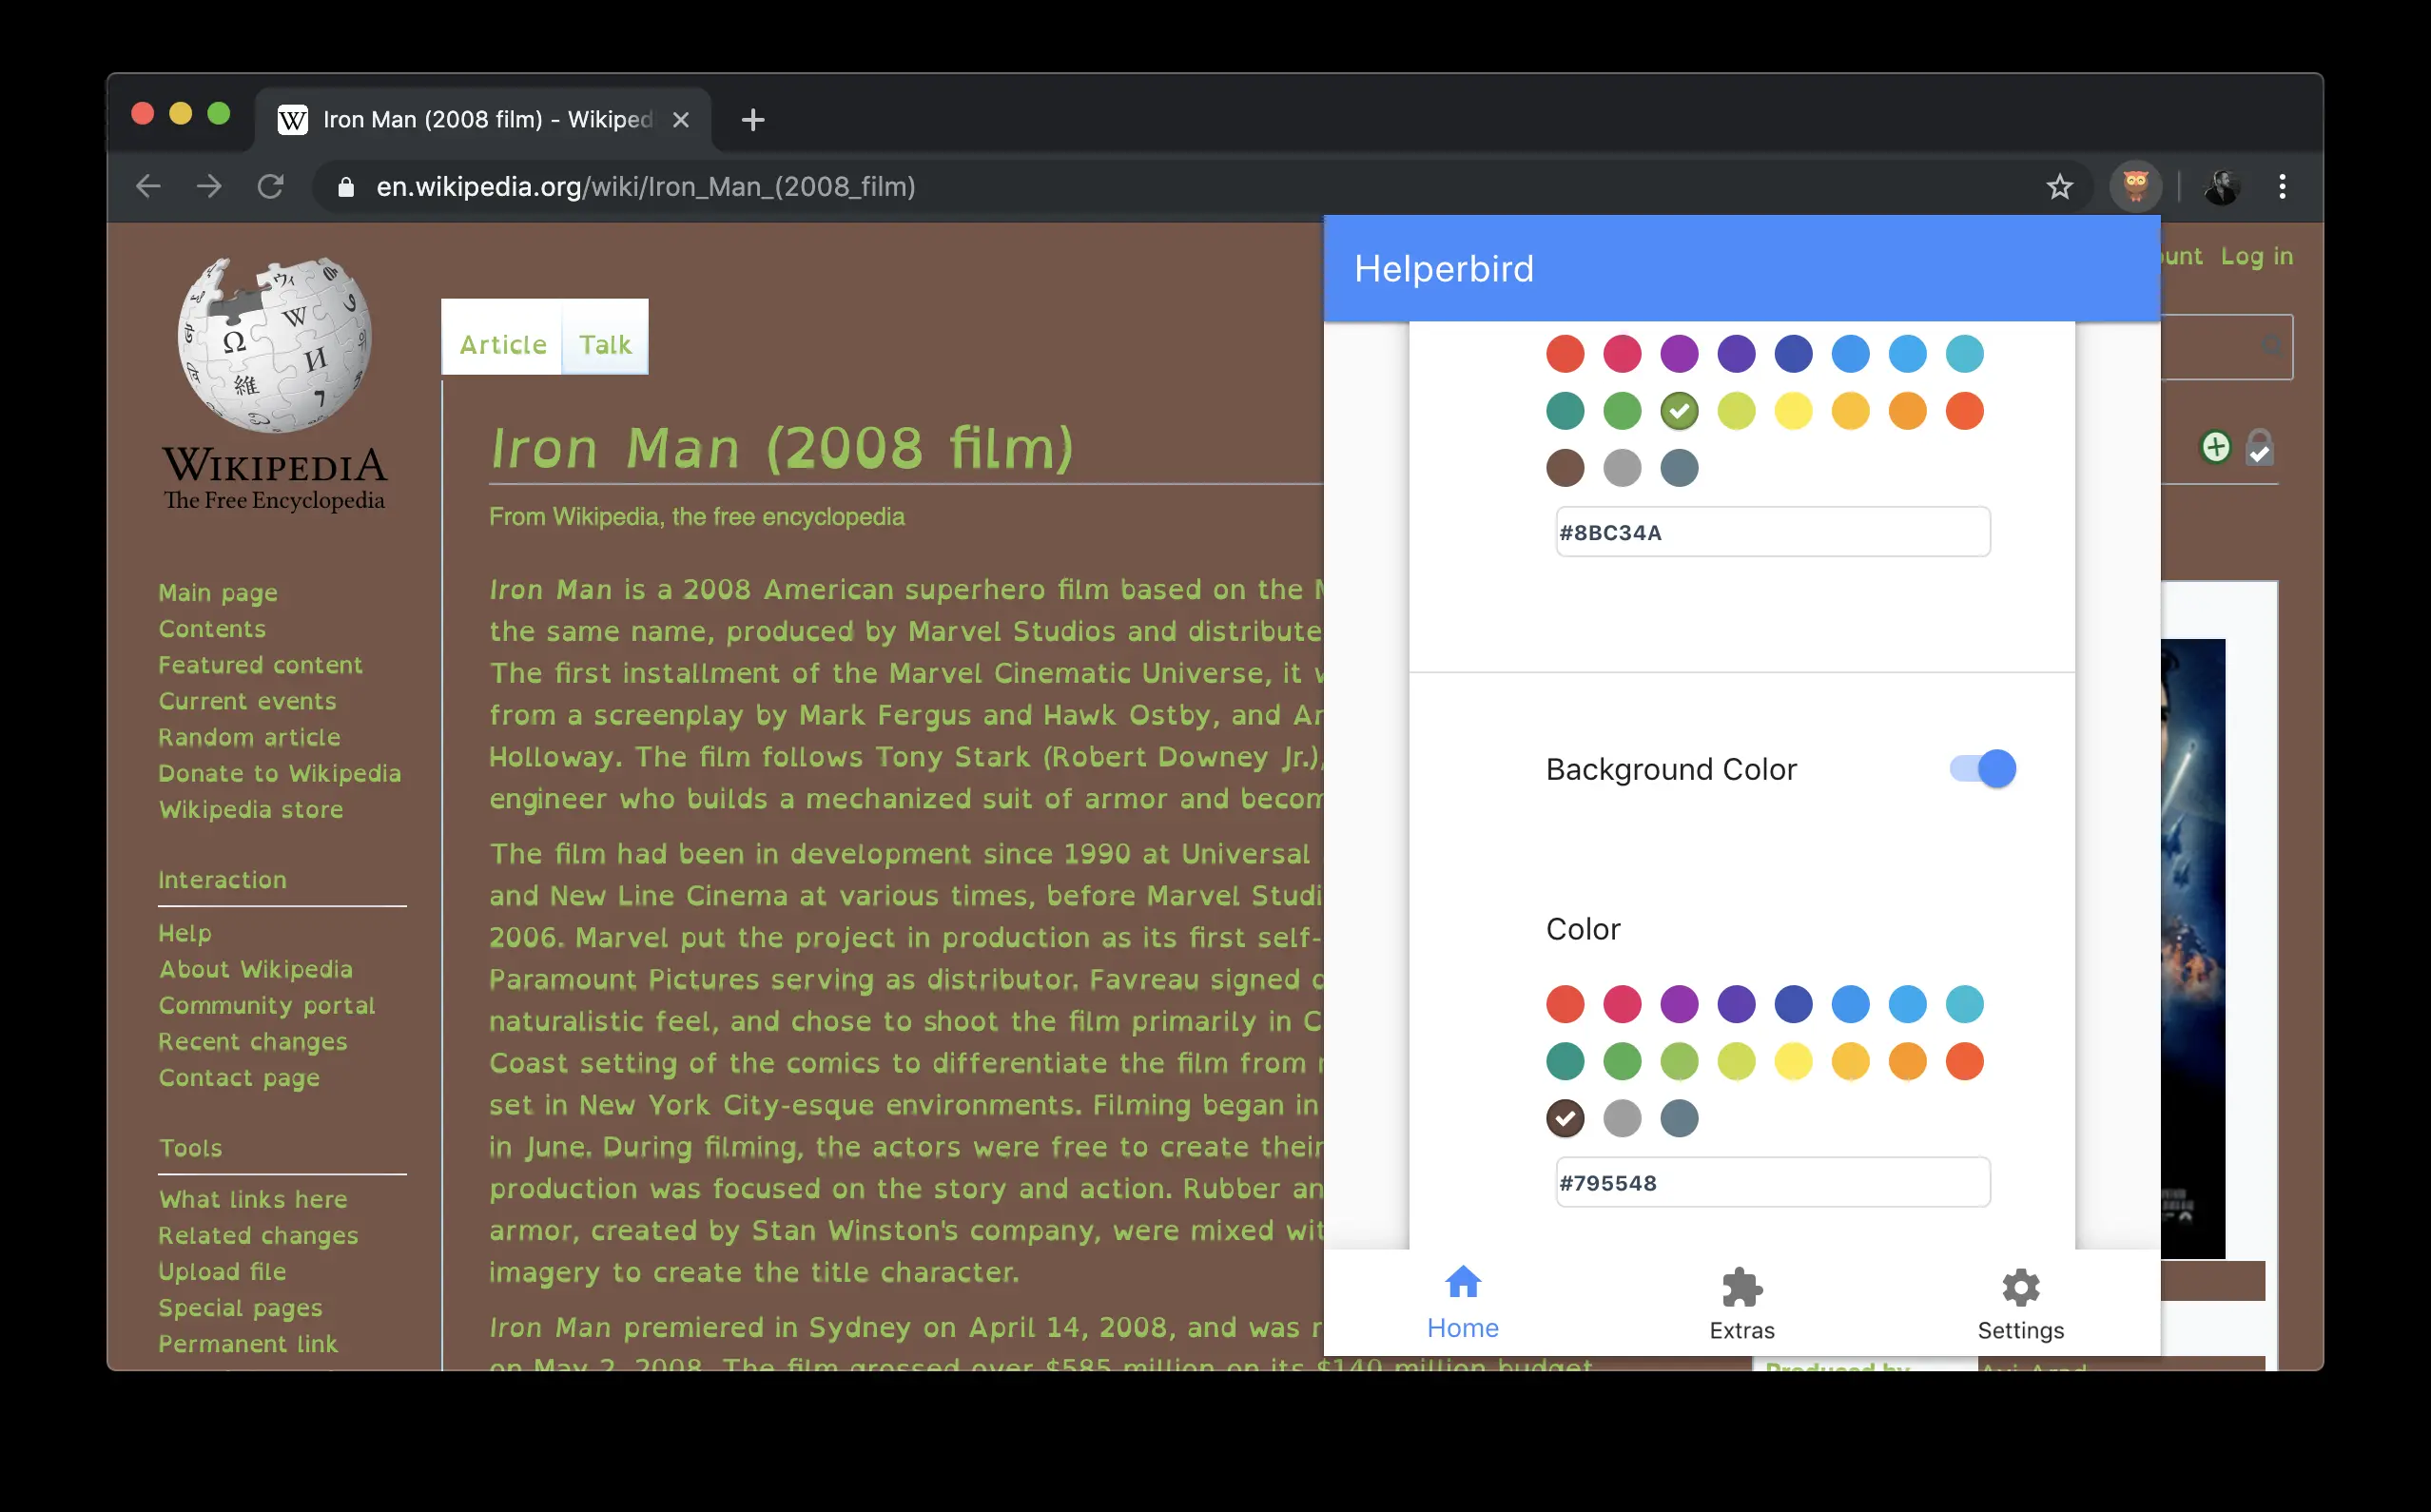 Iron Man (2008 film) - Wikiped
en.wikipedia.org/wiki/Iron_Man_(2008_film)
Log in
WIKIPEDIA
The Free Encyclopedia
Main page
Contents
Featured content
Current events
Random article
Donate to Wikipedia
Wikipedia store
Interaction
Help
About Wikipedia
Community portal
Recent changes
Contact page
Tools
What links here
Related changes
Upload file
Special pages
Permanent link
Article Talk
Iron Man (2008 film)
From Wikipedia, the free encyclopedia
Iron Man is a 2008 American superhero film based on the M
the same name, produced by Marvel Studios and distribute
The first installment of the Marvel Cinematic Universe, it w
from a screenplay by Mark Fergus and Hawk Ostby, and Ar
Holloway. The film follows Tony Stark (Robert Downey Jr.),
engineer who builds a mechanized suit of armor and becom
The film had been in development since 1990 at Universal
and New Line Cinema at various times, before Marvel Studi
2006. Marvel put the project in production as its first self-
Paramount Pictures serving as distributor. Favreau signed
naturalistic feel, and chose to shoot the film primarily in C
Coast setting of the comics to differentiate the film from
set in New York City-esque environments. Filming began in
in June. During filming, the actors were free to create their
production was focused on the story and action. Rubber an
armor, created by Stan Winston's company, were mixed wit
imagery to create the title character.
Iron Man premiered in Sydney on April 14, 2008, and was r
on May 2, 2008. The film grossed over $585 million on its $140 million budget
Helperbird
#8BC34A
Background Color
Color
#795548
Home
Extras
Settings
Produced by
Avi Arad